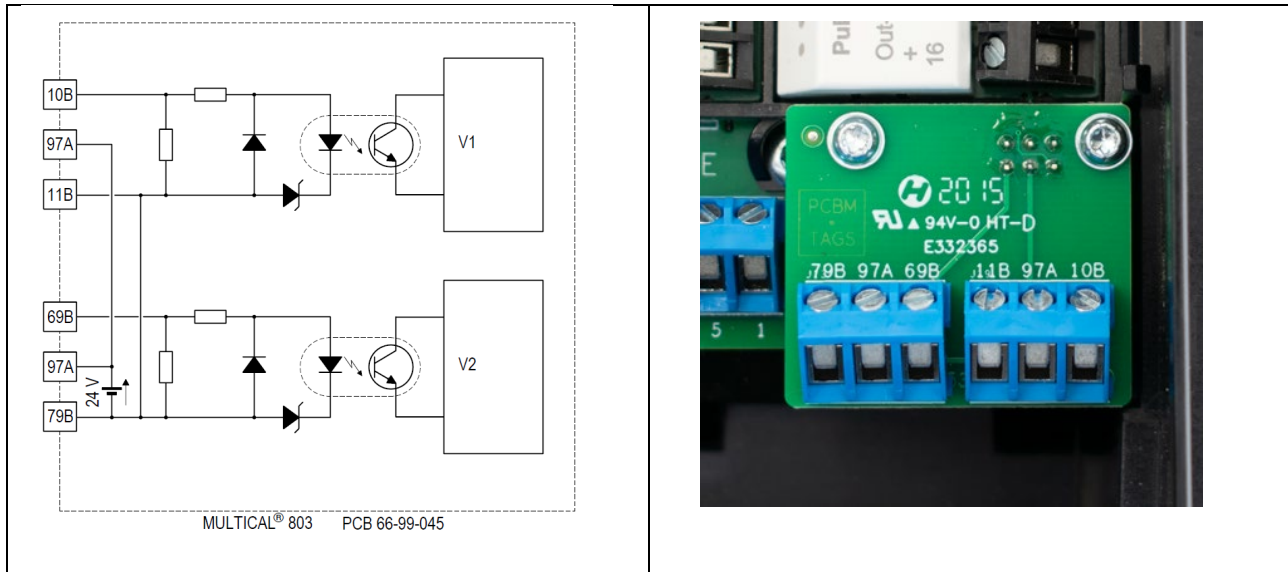 10B
97A
11B
V1
69B
97A
79B
24 V
V2
MULTICAL® 803 PCB 66-99-045
Pul
Out-
+
16
E
5 1
PCBM
TAGS
2015
94V-0 HT-D
E332365
79B 97A 69B
11B 97A 10B